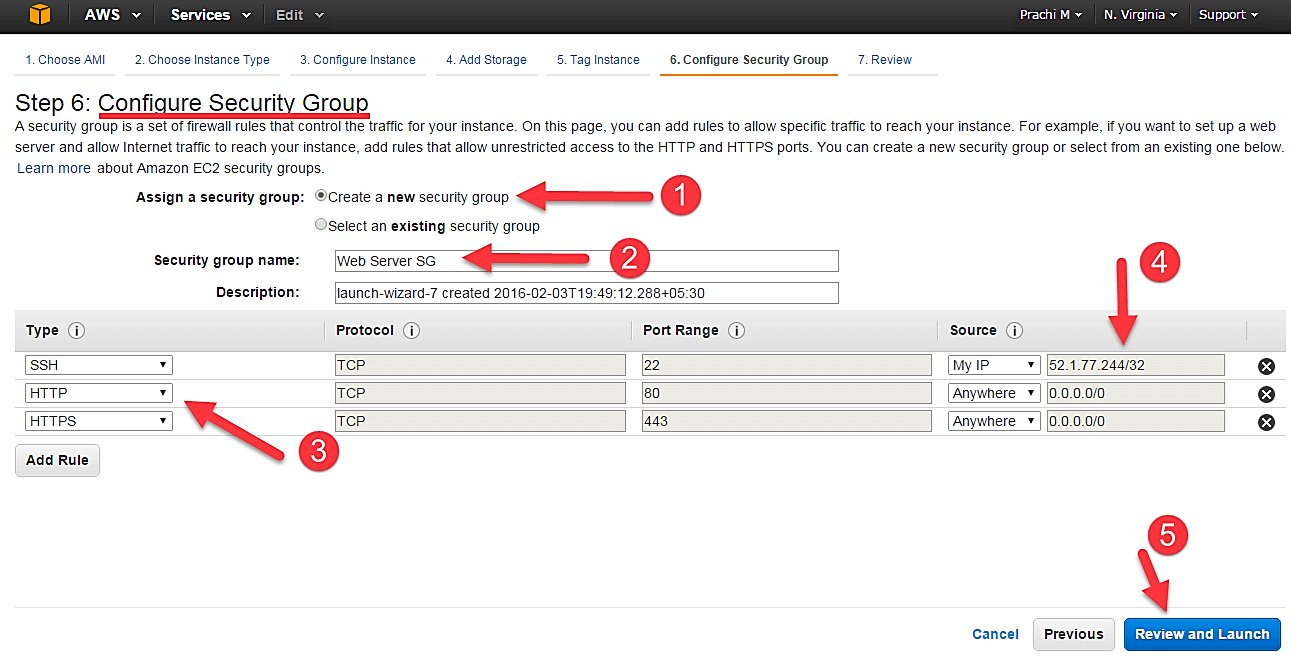 AWS Services Edit Prachi M N. Virginia Support
1. Choose AMI 2. Choose Instance Type 3. Configure Instance 4. Add Storage 5. Tag Instance 6. Configure Security Group 7. Review
Step 6: Configure Security Group
A security group is a set of firewall rules that control the traffic for your instance. On this page, you can add rules to allow specific traffic to reach your instance. For example, if you want to set up a web
server and allow Internet traffic to reach your instance, add rules that allow unrestricted access to the HTTP and HTTPS ports. You can create a new security group or select from an existing one below.
Learn more about Amazon EC2 security groups.
Assign a security group: Create a new security group 1
Select an existing security group
Security group name: Web Server SG 2
4
Description: launch-wizard-7 created 2016-02-03T19:49:12.288+05:30
Type i Protocol i Port Range i Source i
SSH TCP 22 My IP 52.1.77.244/32
HTTP TCP 80 Anywhere 0.0.0.0/0
HTTPS TCP 443 Anywhere 0.0.0.0/0
3
Add Rule
5
Cancel Previous Review and Launch